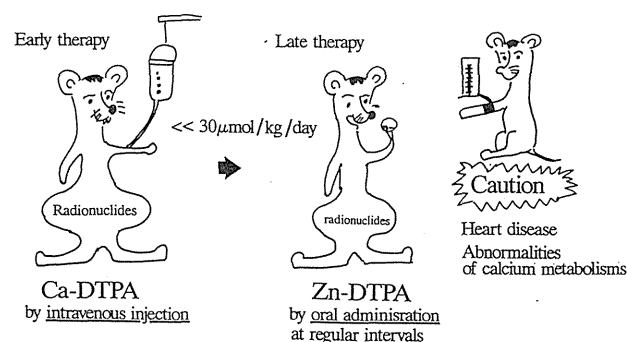 Early therapy
Late therapy
<< 30μmol/kg/day
Radionuclides
radionuclides
Caution
Ca-DTPA
by intravenous injection
Zn-DTPA
by oral adminisration
at regular intervals
Heart disease
Abnormalities
of calcium metabolisms